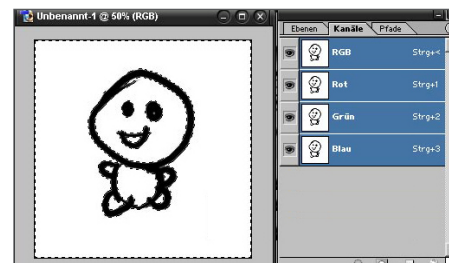 Unbenannt-1 @ 50% (RGB)
Ebenen Kanäle Pfade
RGB Strg+<
Rot Strg+1
Grün Strg+2
Blau Strg+3